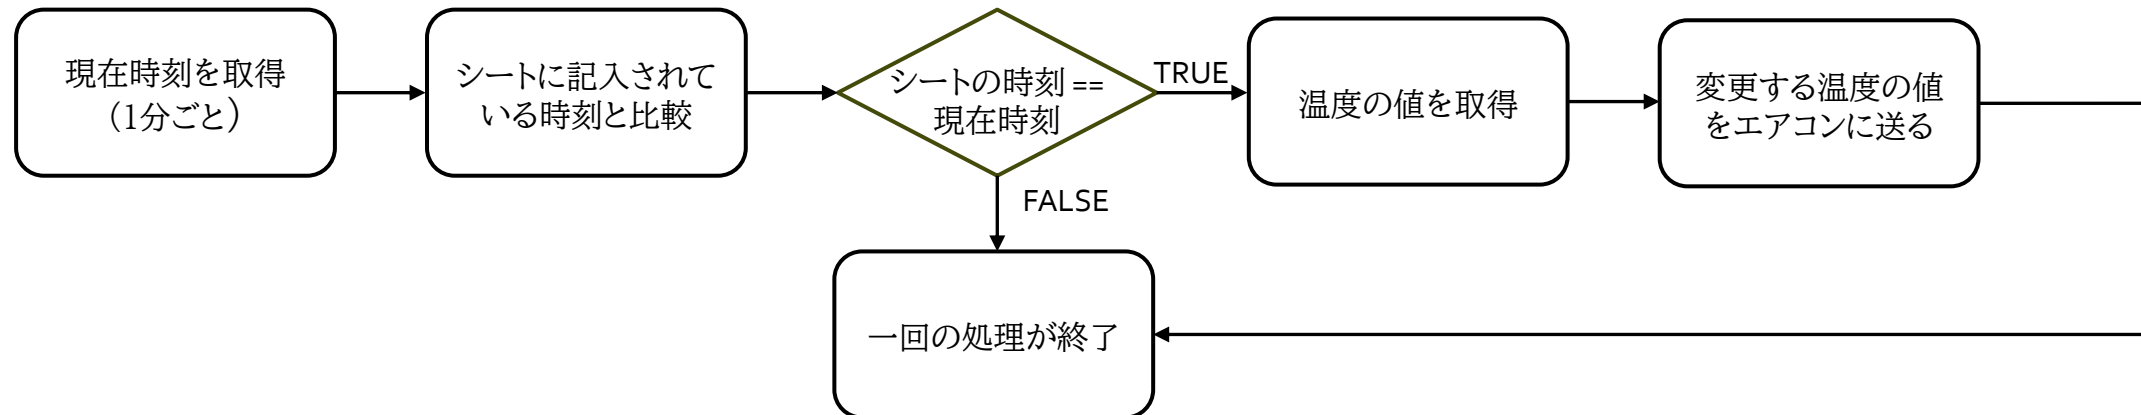 現在時刻を取得
（1分ごと）
シートに記入されて
いる時刻と比較
シートの時刻 ==
現在時刻
TRUE
温度の値を取得
変更する温度の値
をエアコンに送る
FALSE
一回の処理が終了